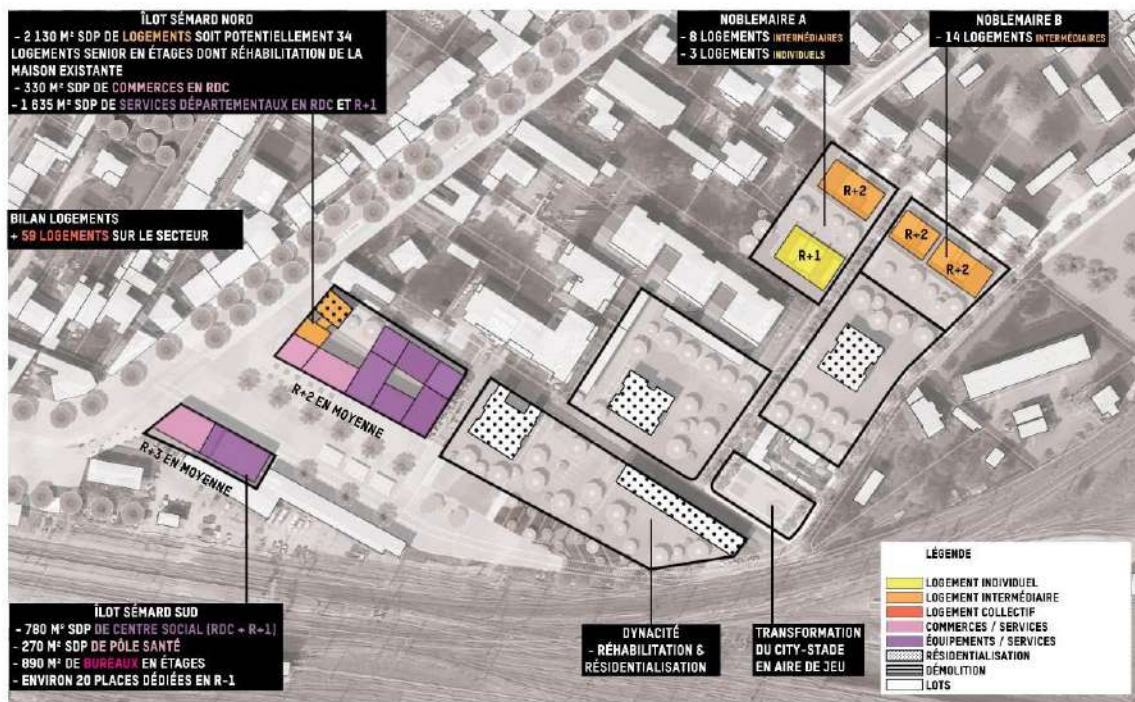 ÎLOT SÉMARD NORD
- 2 130 M² SDP DE LOGEMENTS SOIT POTENTIELLEMENT 34
LOGEMENTS SENIOR EN ÉTAGES DONT RÉHABILITATION DE LA
MAISON EXISTANTE
- 330 M² SDP DE COMMERCES EN RDC
- 1 635 M² SDP DE SERVICES DÉPARTEMENTAUX EN RDC ET R+1
NOBLEMAIRE A
- 8 LOGEMENTS INTERMÉDIAIRES
- 3 LOGEMENTS INDIVIDUELS
NOBLEMAIRE B
- 14 LOGEMENTS INTERMÉDIAIRES
BILAN LOGEMENTS
+ 59 LOGEMENTS SUR LE SECTEUR
R+2
R+1
R+2
R+2
R+2 EN MOYENNE
R+3 EN MOYENNE
ÎLOT SÉMARD SUD
- 780 M² SDP DE CENTRE SOCIAL (RDC + R+1)
- 270 M² SDP DE PÔLE SANTÉ
- 890 M² DE BUREAUX EN ÉTAGES
- ENVIRON 20 PLACES DÉDIÉES EN R-1
DYNACITÉ
- RÉHABILITATION &
RÉSIDENTIALISATION
TRANSFORMATION
DU CITY-STADE
EN AIRE DE JEU
LÉGENDE
LOGEMENT INDIVIDUEL
LOGEMENT INTERMÉDIAIRE
LOGEMENT COLLECTIF
COMMERCES / SERVICES
ÉQUIPEMENTS / SERVICES
RÉSIDENTIALISATION
DÉMOLITION
LOTS